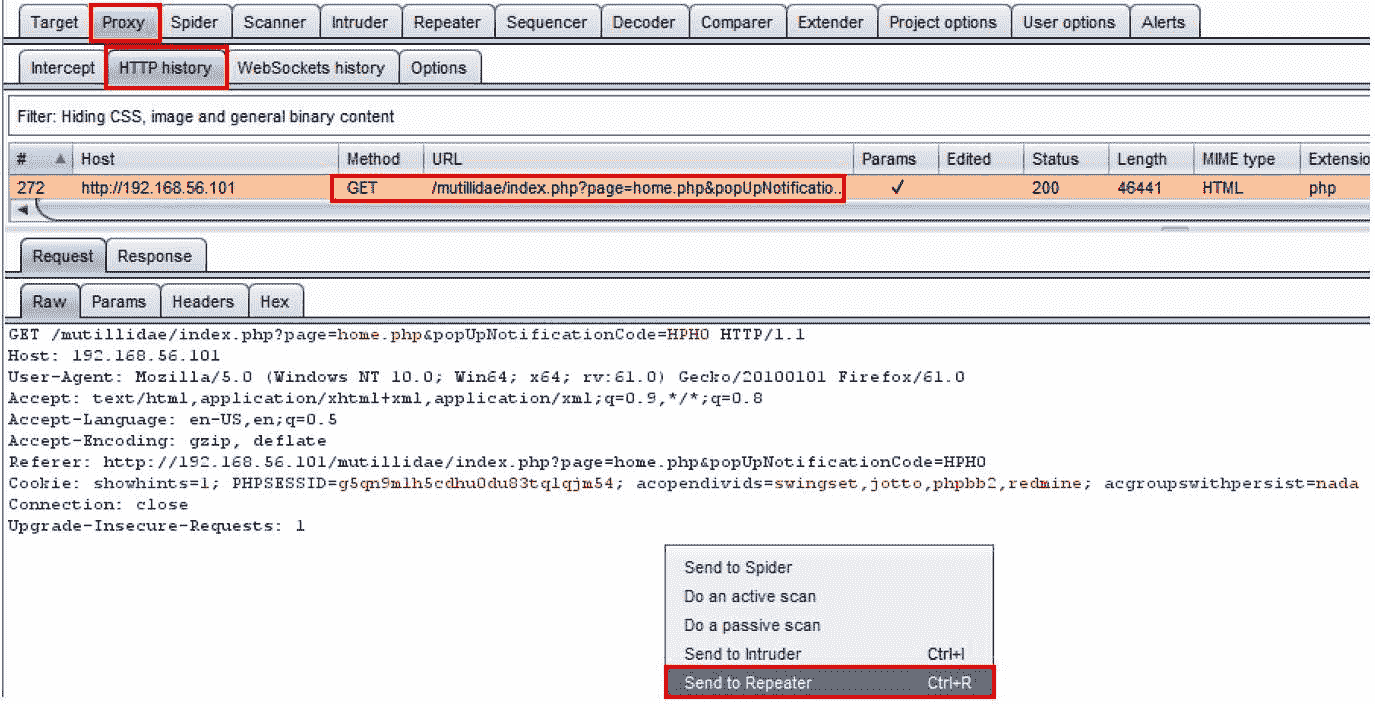 Target Proxy Spider Scanner Intruder Repeater Sequencer Decoder Comparer Extender Project options User options Alerts
Intercept HTTP history WebSockets history Options
Filter: Hiding CSS, image and general binary content
# Host Method URL Params Edited Status Length MIME type Extensio
272 http://192.168.56.101 GET /mutillidae/index.php?page=home.php&popUpNotificatio... ✓ 200 46441 HTML php
Request Response
Raw Params Headers Hex
GET /mutillidae/index.php?page=home.php&popUpNotificationCode=HPH0 HTTP/1.1
Host: 192.168.56.101
User-Agent: Mozilla/5.0 (Windows NT 10.0; Win64; x64; rv:61.0) Gecko/20100101 Firefox/61.0
Accept: text/html,application/xhtml+xml,application/xml;q=0.9,*/*;q=0.8
Accept-Language: en-US,en;q=0.5
Accept-Encoding: gzip, deflate
Referer: http://192.168.56.101/mutillidae/index.php?page=home.php&popUpNotificationCode=HPH0
Cookie: showhints=1; PHPSESSID=g5qn9mlh5cdhu0du83tqlqjm54; acopendivids=swingset,jotto,phpbb2,redmine; acgroupswithpersist=nada
Connection: close
Upgrade-Insecure-Requests: 1
Send to Spider
Do an active scan
Do a passive scan
Send to Intruder Ctrl+I
Send to Repeater Ctrl+R